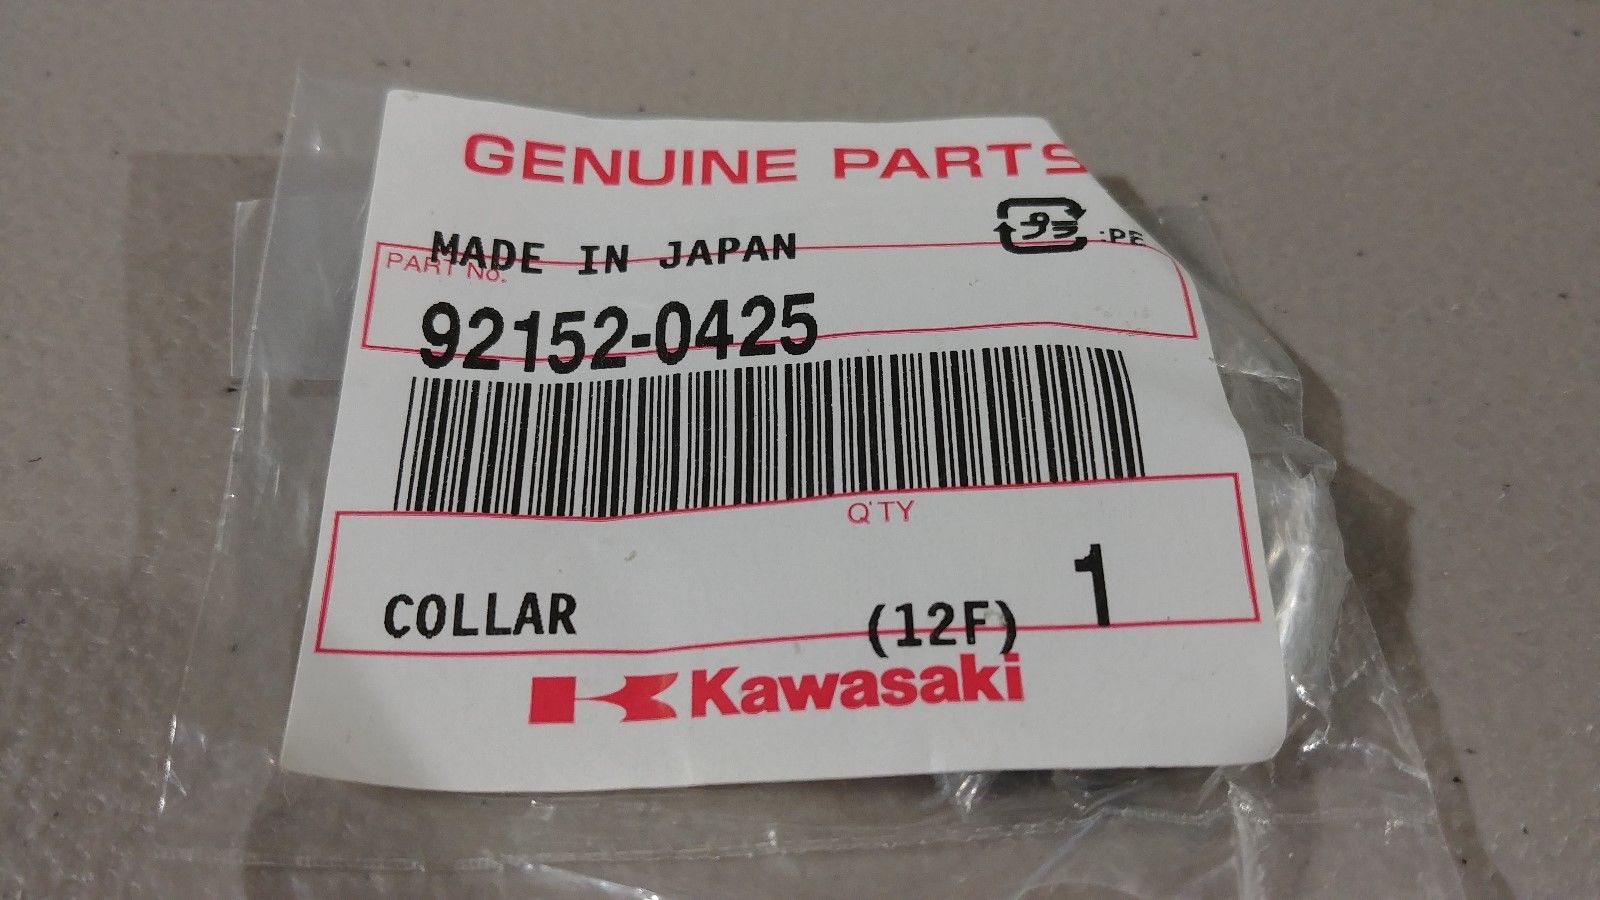 GENUINE PARTS
プラ :PE
MADE IN JAPAN
PART No.
92152-0425
Q'TY
COLLAR (12F) 1
Kawasaki